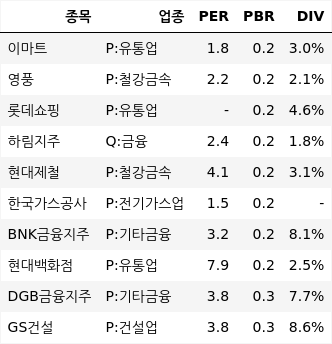 종목 업종 PER PBR DIV
이마트 P:유통업 1.8 0.2 3.0%
영풍 P:철강금속 2.2 0.2 2.1%
롯데쇼핑 P:유통업 - 0.2 4.6%
하림지주 Q:금융 2.4 0.2 1.8%
현대제철 P:철강금속 4.1 0.2 3.1%
한국가스공사 P:전기가스업 1.5 0.2 -
BNK금융지주 P:기타금융 3.2 0.2 8.1%
현대백화점 P:유통업 7.9 0.2 2.5%
DGB금융지주 P:기타금융 3.8 0.3 7.7%
GS건설 P:건설업 3.8 0.3 8.6%